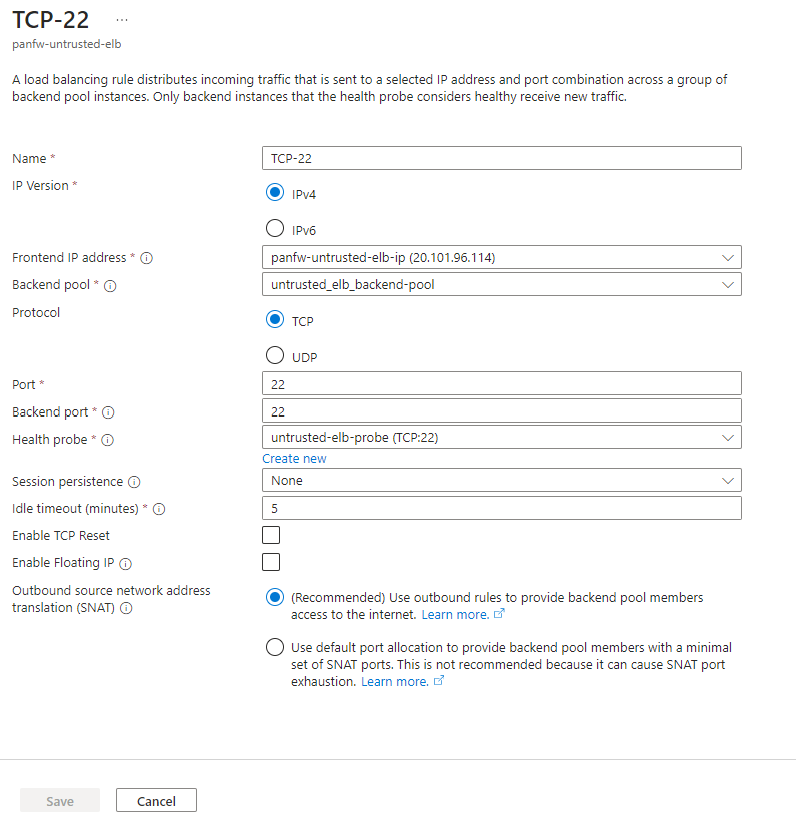 TCP-22 ...
panfw-untrusted-elb
A load balancing rule distributes incoming traffic that is sent to a selected IP address and port combination across a group of
backend pool instances. Only backend instances that the health probe considers healthy receive new traffic.
Name * TCP-22
IP Version * IPv4
IPv6
Frontend IP address * panfw-untrusted-elb-ip (20.101.96.114)
Backend pool * untrusted_elb_backend-pool
Protocol TCP
UDP
Port * 22
Backend port * 22
Health probe * untrusted-elb-probe (TCP:22)
Create new
Session persistence None
Idle timeout (minutes) * 5
Enable TCP Reset
Enable Floating IP
Outbound source network address
translation (SNAT)
(Recommended) Use outbound rules to provide backend pool members
access to the internet. Learn more.
Use default port allocation to provide backend pool members with a minimal
set of SNAT ports. This is not recommended because it can cause SNAT port
exhaustion. Learn more.
Save Cancel